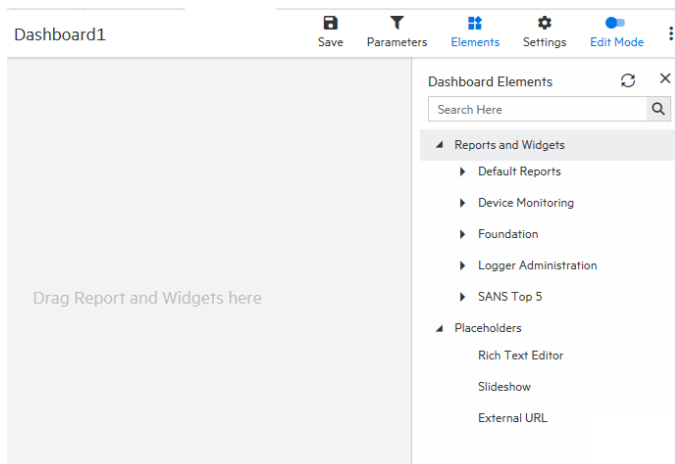 Dashboard1
Save Parameters Elements Settings Edit Mode
Dashboard Elements
Search Here
Reports and Widgets
Default Reports
Device Monitoring
Foundation
Logger Administration
SANS Top 5
Drag Report and Widgets here
Placeholders
Rich Text Editor
Slideshow
External URL